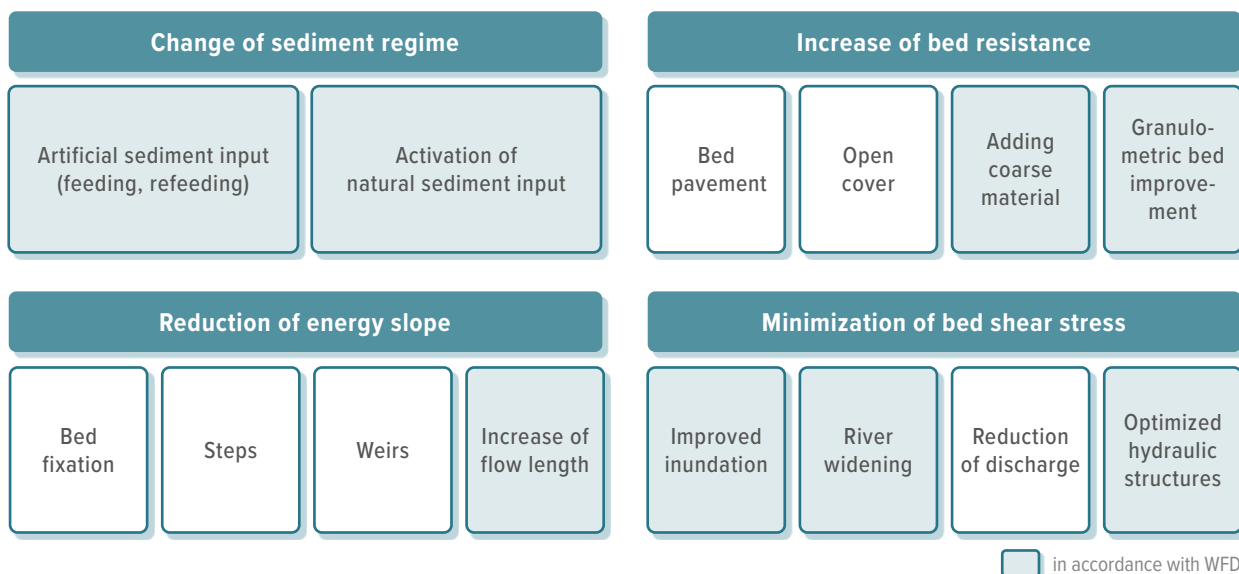 Change of sediment regime
Artificial sediment input
(feeding, refeeding)
Activation of
natural sediment input
Increase of bed resistance
Bed
pavement
Open
cover
Adding
coarse
material
Granulo-
metric bed
improve-
ment
Reduction of energy slope
Bed
fixation
Steps
Weirs
Increase of
flow length
Minimization of bed shear stress
Improved
inundation
River
widening
Reduction
of discharge
Optimized
hydraulic
structures
in accordance with WFD